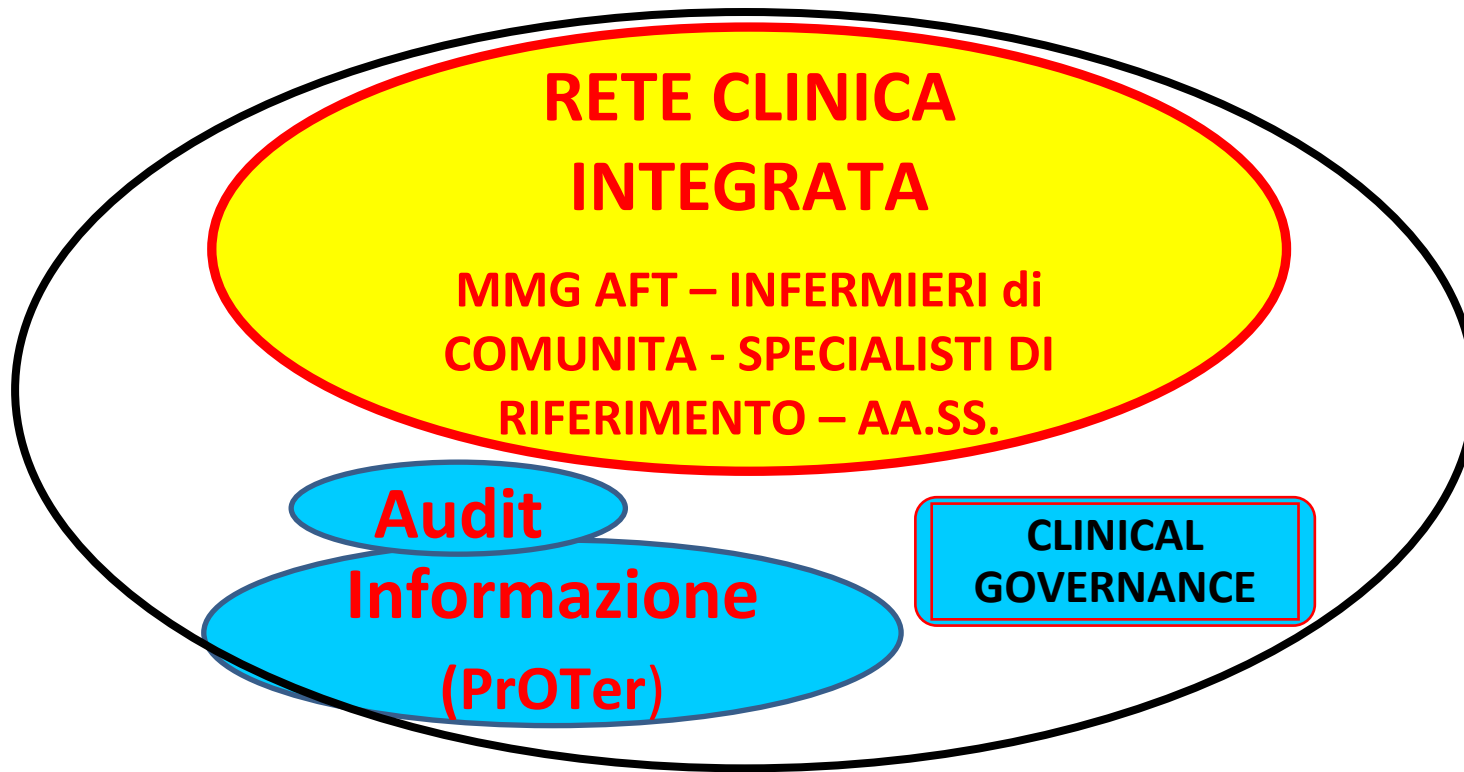 RETE CLINICA
INTEGRATA
MMG AFT – INFERMIERI di
COMUNITA - SPECIALISTI DI
RIFERIMENTO – AA.SS.
Audit
Informazione
(PrOTer)
CLINICAL
GOVERNANCE